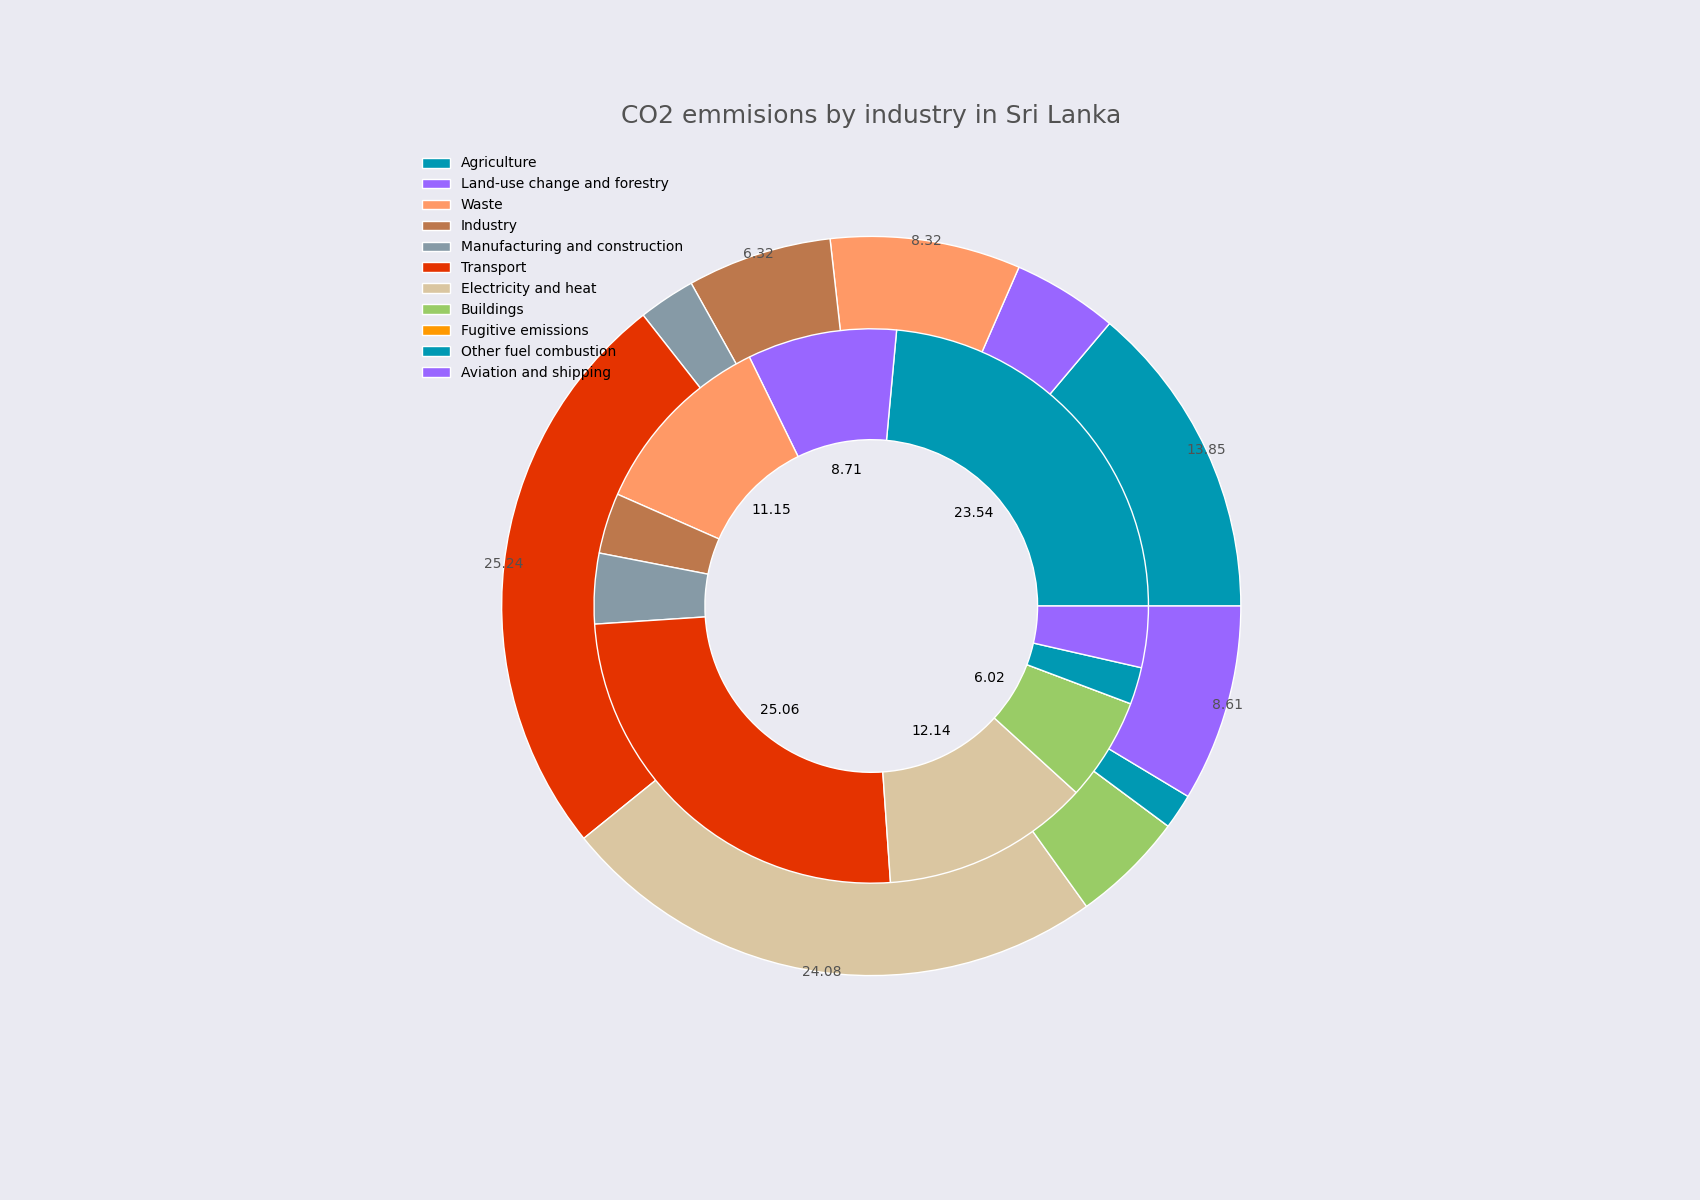 CO2 emmisions by industry in Sri Lanka
Agriculture
Land-use change and forestry
Waste
Industry
Manufacturing and construction
Transport
Electricity and heat
Buildings
Fugitive emissions
Other fuel combustion
Aviation and shipping
8.32
6.32
13.85
8.71
11.15
23.54
25.24
6.02
8.61
25.06
12.14
24.08